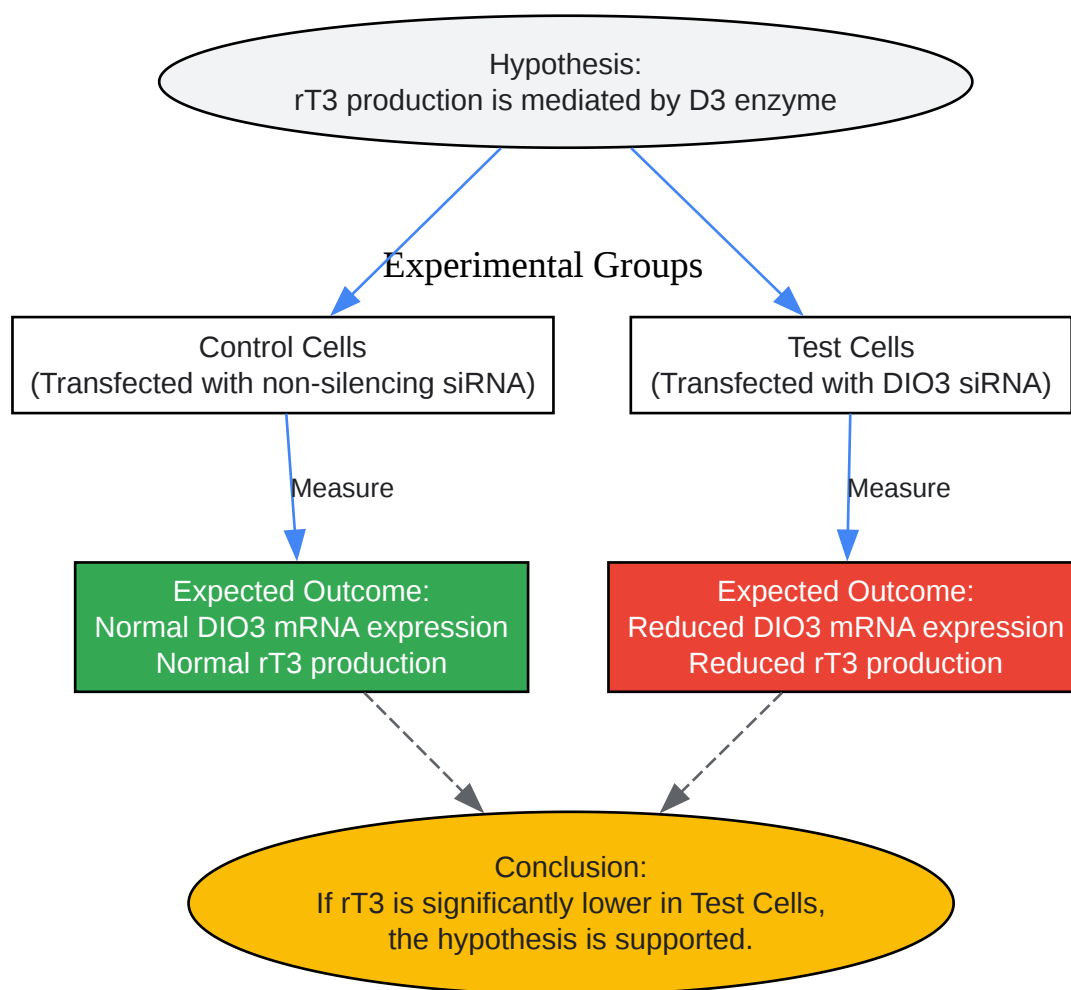 Hypothesis:
rT3 production is mediated by D3 enzyme
Experimental Groups
Control Cells
(Transfected with non-silencing siRNA)
Test Cells
(Transfected with DIO3 siRNA)
Measure
Measure
Expected Outcome:
Normal DIO3 mRNA expression
Normal rT3 production
Expected Outcome:
Reduced DIO3 mRNA expression
Reduced rT3 production
Conclusion:
If rT3 is significantly lower in Test Cells,
the hypothesis is supported.